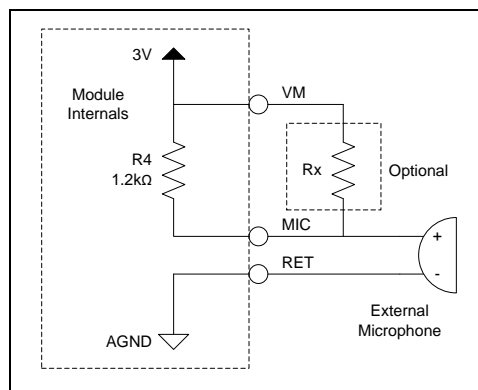 3V
VM
Module
Internals
R4
1.2kΩ
Rx
Optional
MIC
+
RET
-
AGND
External
Microphone